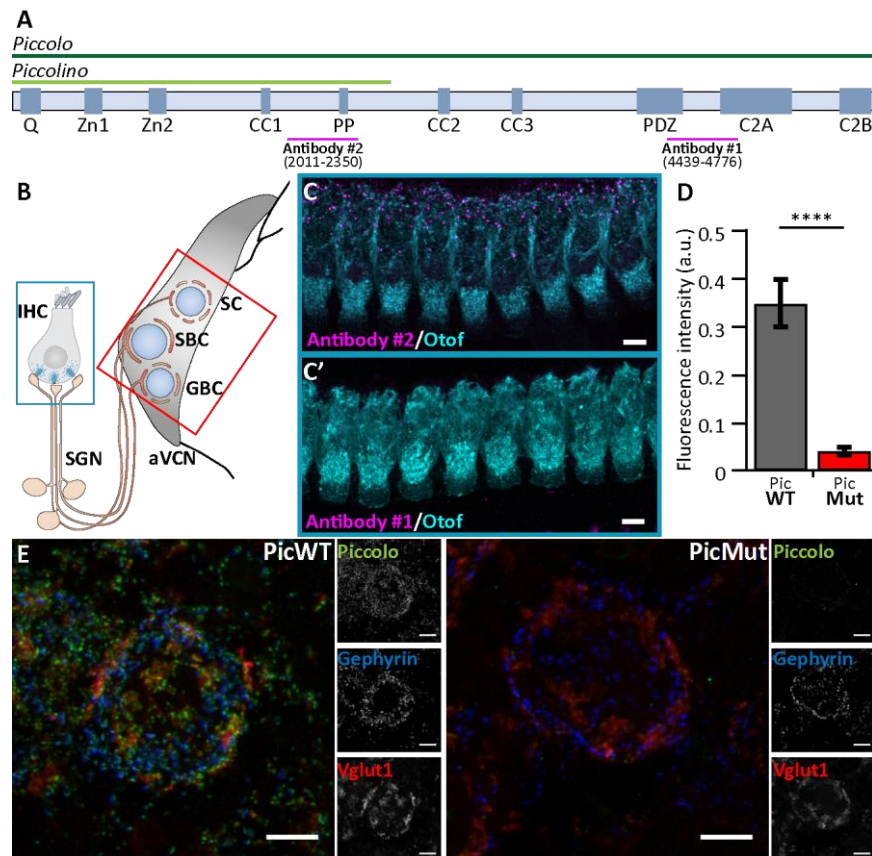 A
Piccolo
Piccolino
Q Zn1 Zn2 CC1 PP CC2 CC3 PDZ C2A C2B
Antibody #2 Antibody #1
(2011-2350) (4439-4776)
B
IHC
SC
SBC
GBC
SGN
aVCN
C
Antibody #2/Otof
C'
Antibody #1/Otof
D
****
Fluorescence intensity (a.u.)
0.5
0.4
0.3
0.2
0.1
0
Pic Pic
WT Mut
E PicWT
Piccolo
Gephyrin
Vglut1
PicMut
Piccolo
Gephyrin
Vglut1